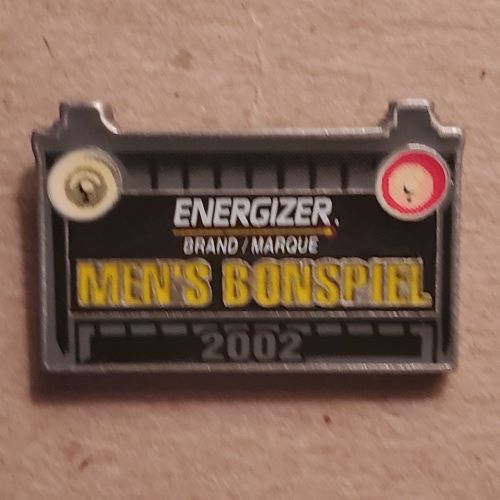 ENERGIZER.
BRAND / MARQUE
MEN'S BONSPIEL
2002